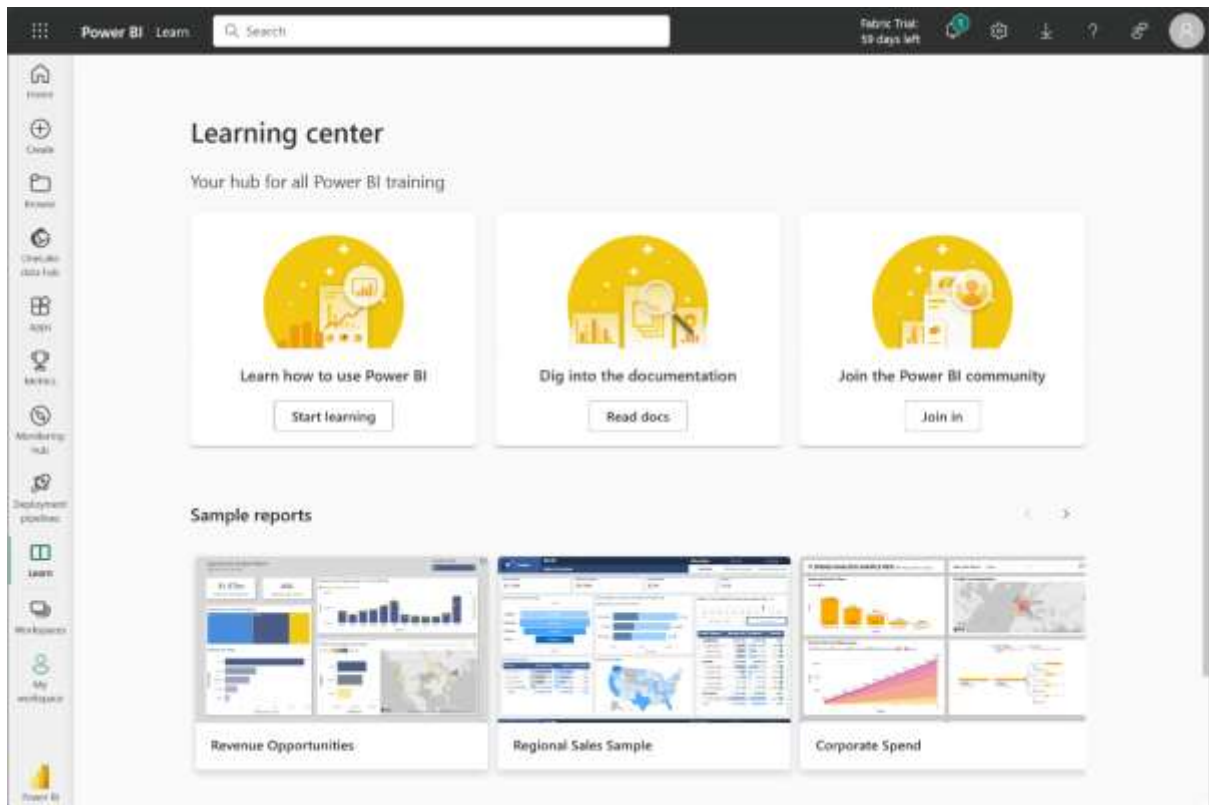 Power BI Learn
Search
Fabric Trial:
59 days left
Home
Create
Browse
OneLake
data hub
Apps
Metrics
Monitoring
hub
Deployment
pipelines
Learn
Workspaces
My
workspace
Power BI
Learning center
Your hub for all Power BI training
Learn how to use Power BI
Start learning
Dig into the documentation
Read docs
Join the Power BI community
Join in
Sample reports
Revenue Opportunities
Regional Sales Sample
Corporate Spend